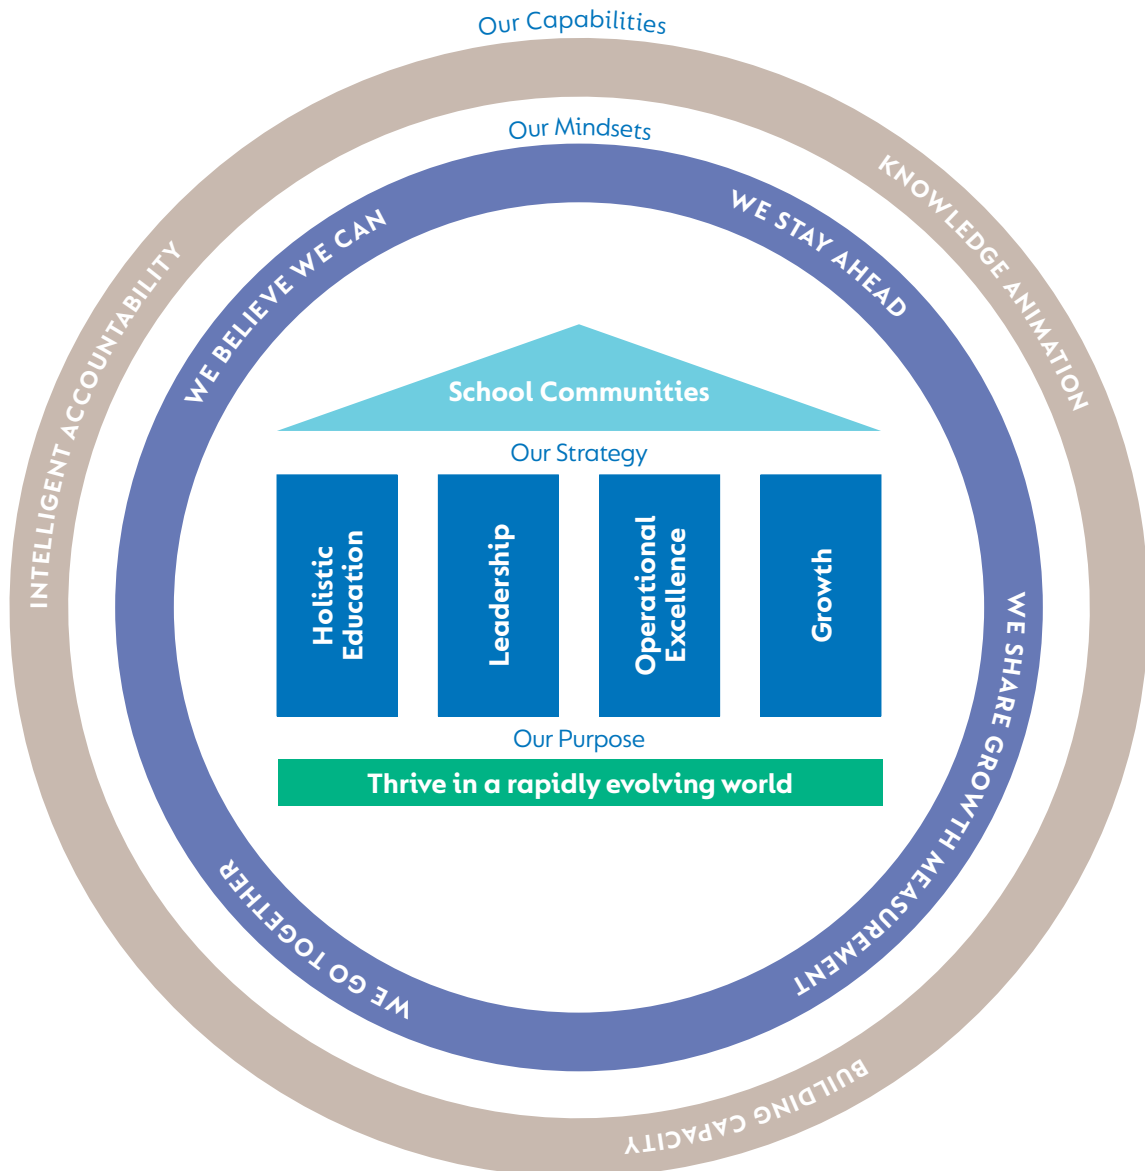 Our Capabilities
INTELLIGENT ACCOUNTABILITY
KNOWLEDGE ANIMATION
BUILDING CAPACITY
Our Mindsets
WE BELIEVE WE CAN
WE STAY AHEAD
WE SHARE GROWTH MEASUREMENT
WE GO TOGETHER
School Communities
Our Strategy
Holistic
Education
Leadership
Operational
Excellence
Growth
Our Purpose
Thrive in a rapidly evolving world